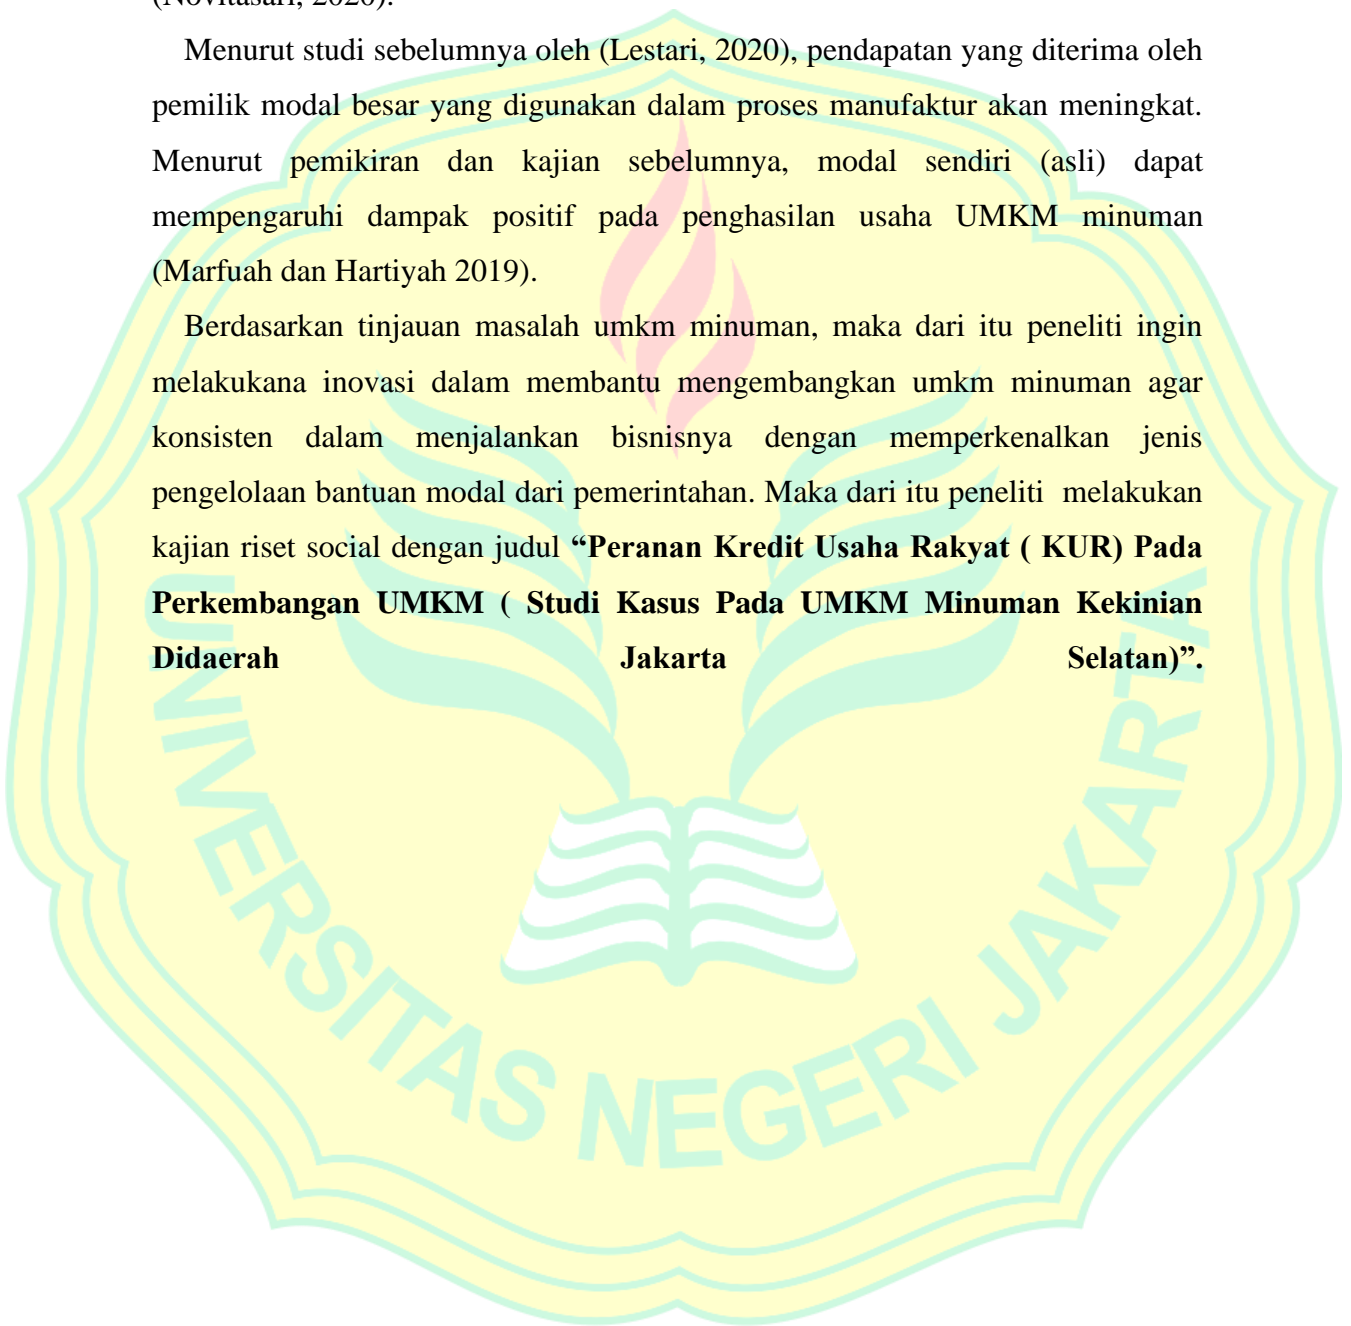 (Novitasari, 2020).
Menurut studi sebelumnya oleh (Lestari, 2020), pendapatan yang diterima oleh
pemilik modal besar yang digunakan dalam proses manufaktur akan meningkat.
Menurut pemikiran dan kajian sebelumnya, modal sendiri (asli) dapat
mempengaruhi dampak positif pada penghasilan usaha UMKM minuman
(Marfuah dan Hartiyah 2019).
Berdasarkan tinjauan masalah umkm minuman, maka dari itu peneliti ingin
melakukana inovasi dalam membantu mengembangkan umkm minuman agar
konsisten dalam menjalankan bisnisnya dengan memperkenalkan jenis
pengelolaan bantuan modal dari pemerintahan. Maka dari itu peneliti melakukan
kajian riset social dengan judul “Peranan Kredit Usaha Rakyat ( KUR) Pada
Perkembangan UMKM ( Studi Kasus Pada UMKM Minuman Kekinian
Didaerah Jakarta Selatan)”.
UNIVERSITAS NEGERI JAKARTA